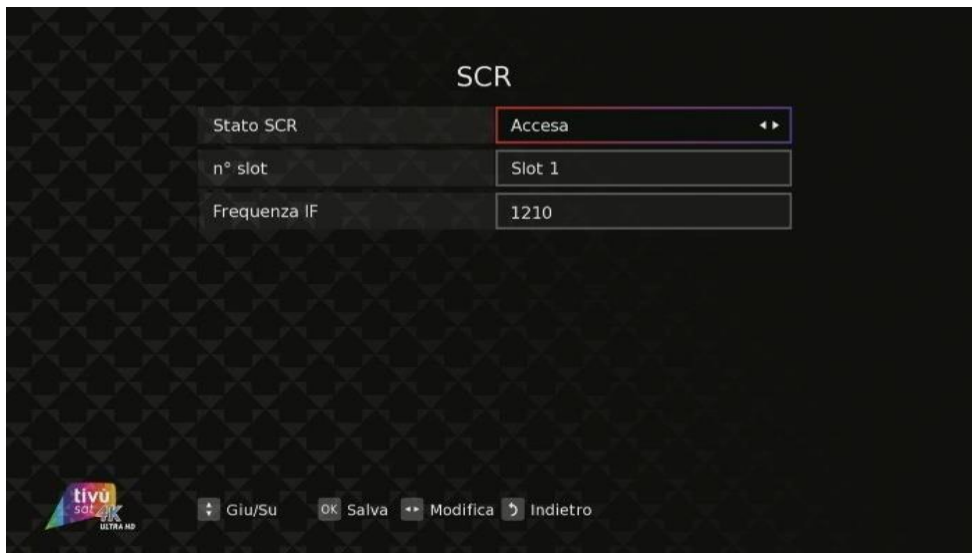 SCR
Stato SCR Accesa
n° slot Slot 1
Frequenza IF 1210
tivù
sat
4K
ULTRA HD
Giu/Su OK Salva Modifica Indietro